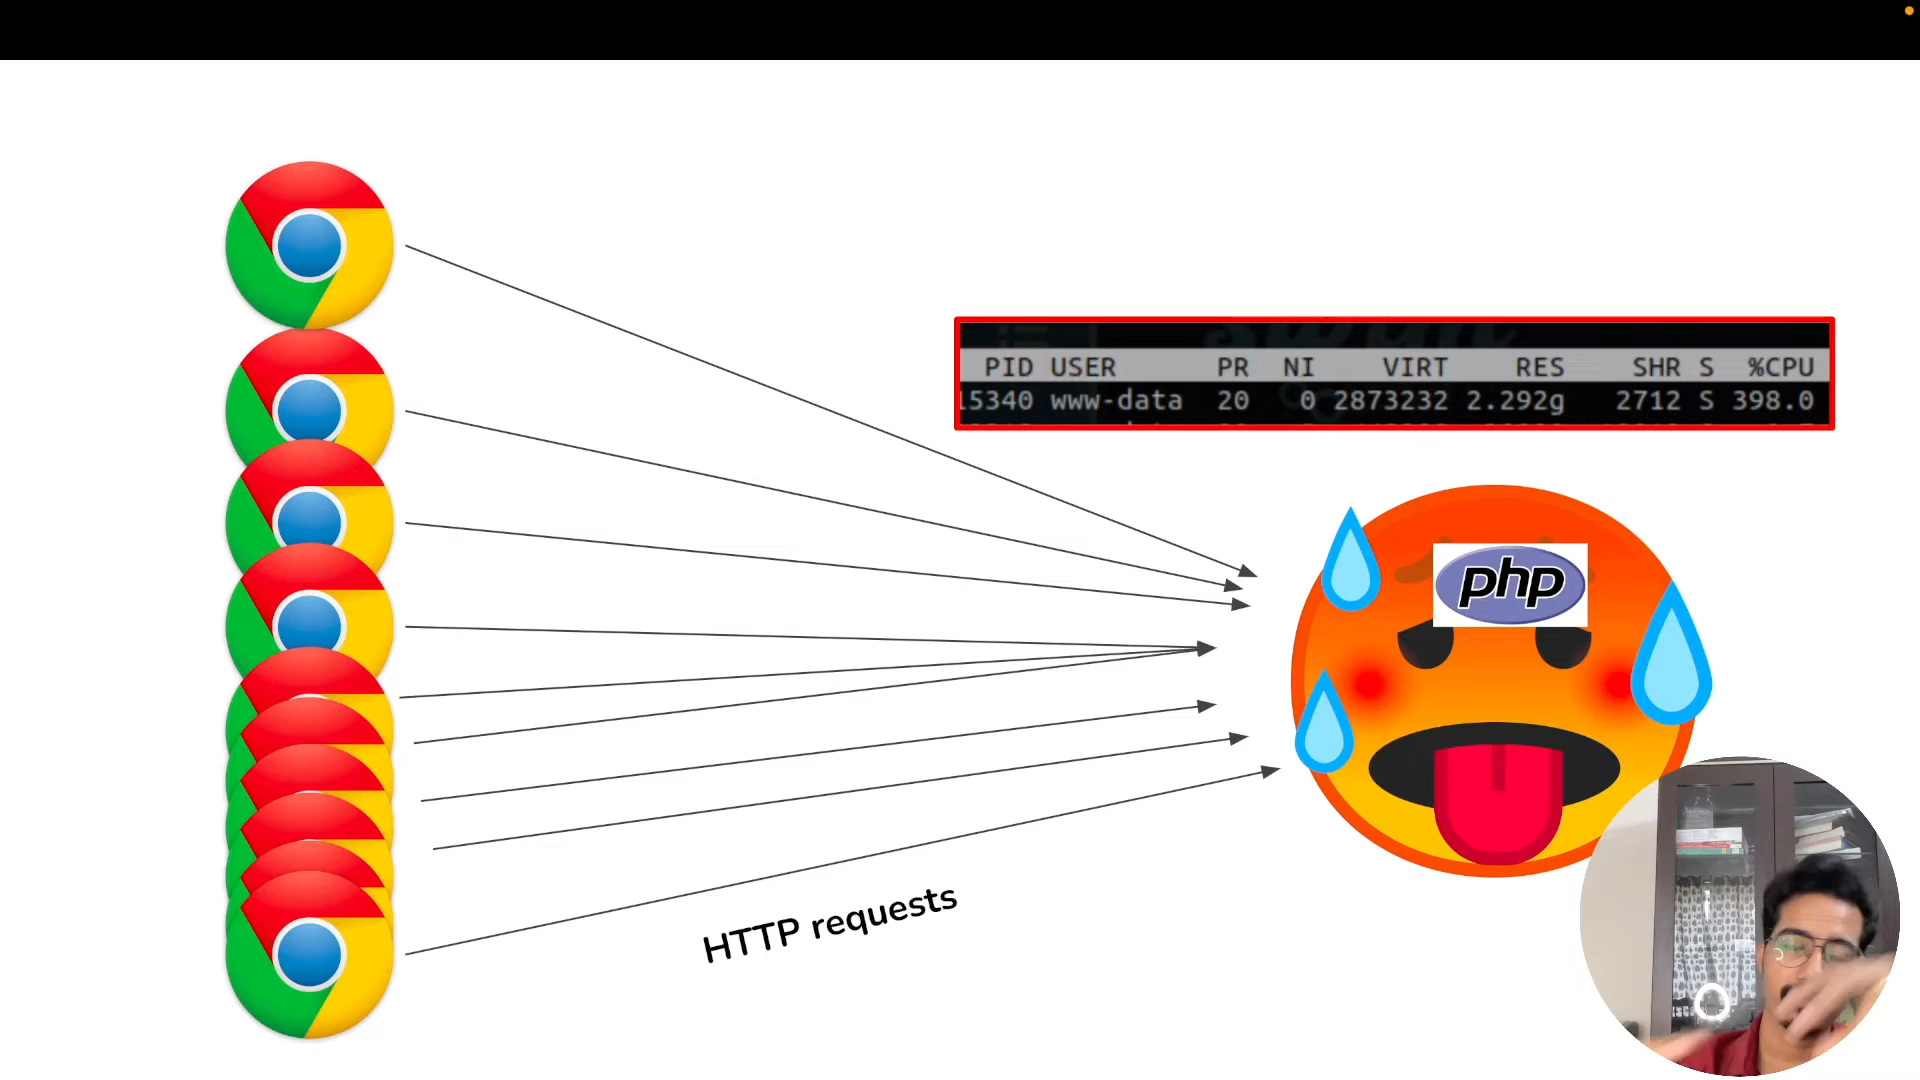 PID USER PR NI VIRT RES SHR S %CPU
15340 www-data 20 0 2873232 2.292g 2712 S 398.0
php
HTTP requests